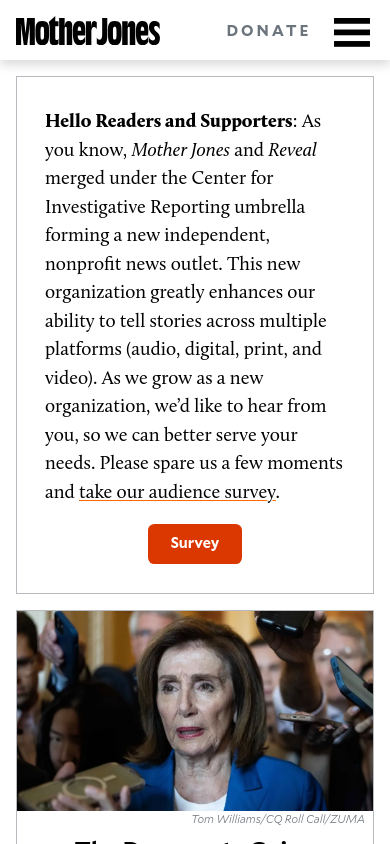 Mother Jones
DONATE
Hello Readers and Supporters: As
you know, Mother Jones and Reveal
merged under the Center for
Investigative Reporting umbrella
forming a new independent,
nonprofit news outlet. This new
organization greatly enhances our
ability to tell stories across multiple
platforms (audio, digital, print, and
video). As we grow as a new
organization, we’d like to hear from
you, so we can better serve your
needs. Please spare us a few moments
and take our audience survey.
Survey
Tom Williams/CQ Roll Call/ZUMA